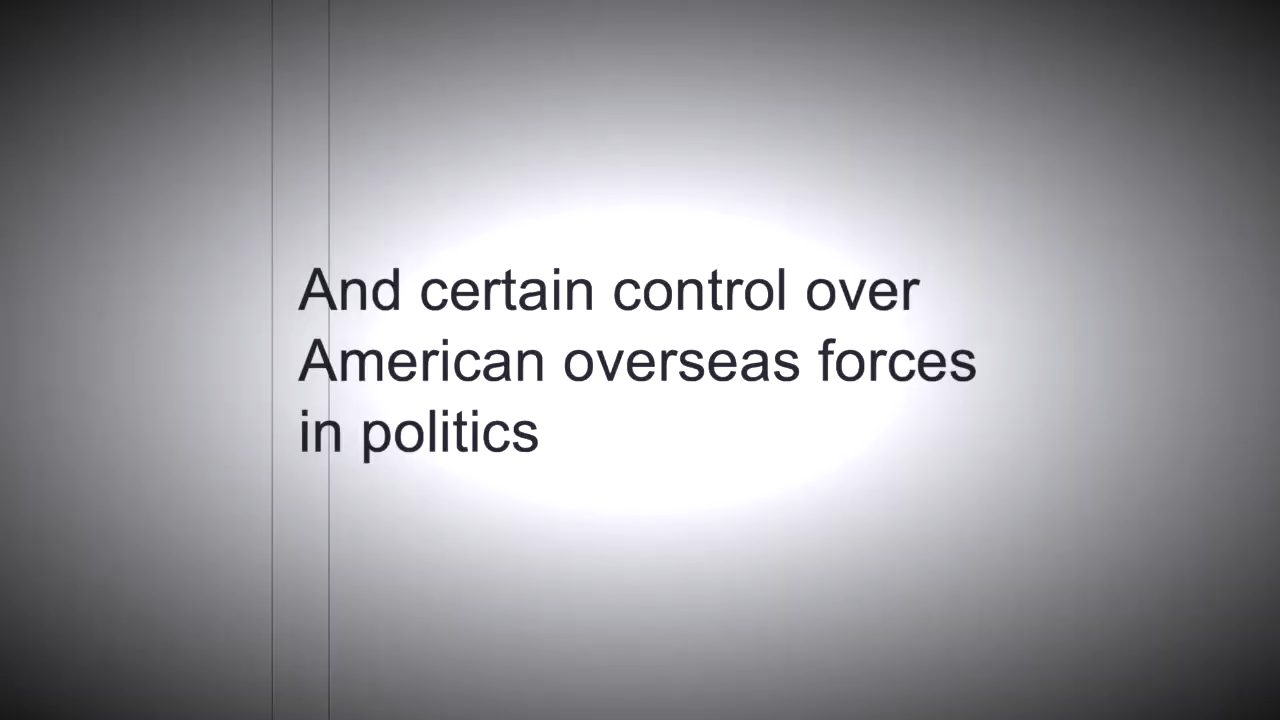 And certain control over
American overseas forces
in politics